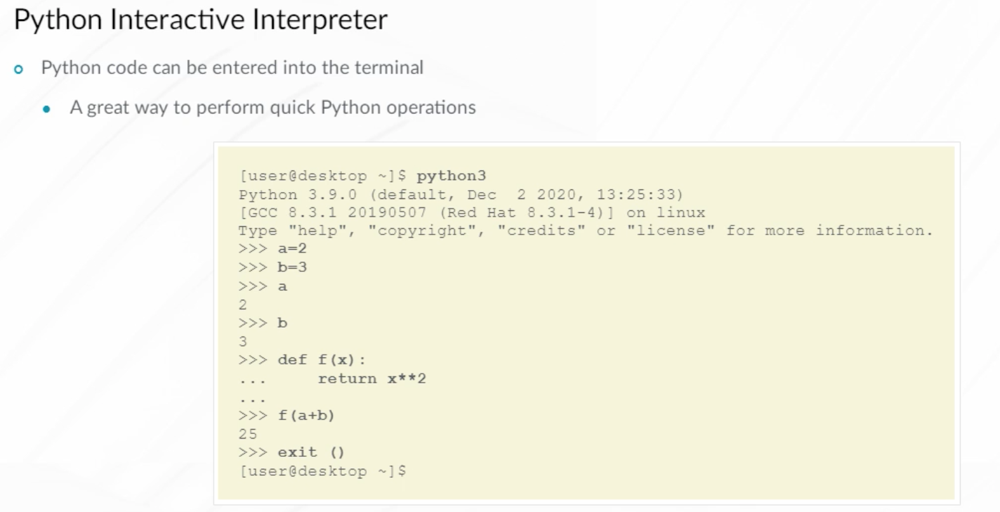 Python Interactive Interpreter
Python code can be entered into the terminal
A great way to perform quick Python operations
[user@desktop ~]$ python3
Python 3.9.0 (default, Dec  2 2020, 13:25:33)
[GCC 8.3.1 20190507 (Red Hat 8.3.1-4)] on linux
Type "help", "copyright", "credits" or "license" for more information.
>>> a=2
>>> b=3
>>> a
2
>>> b
3
>>> def f(x):
...     return x**2
...
>>> f(a+b)
25
>>> exit ()
[user@desktop ~]$